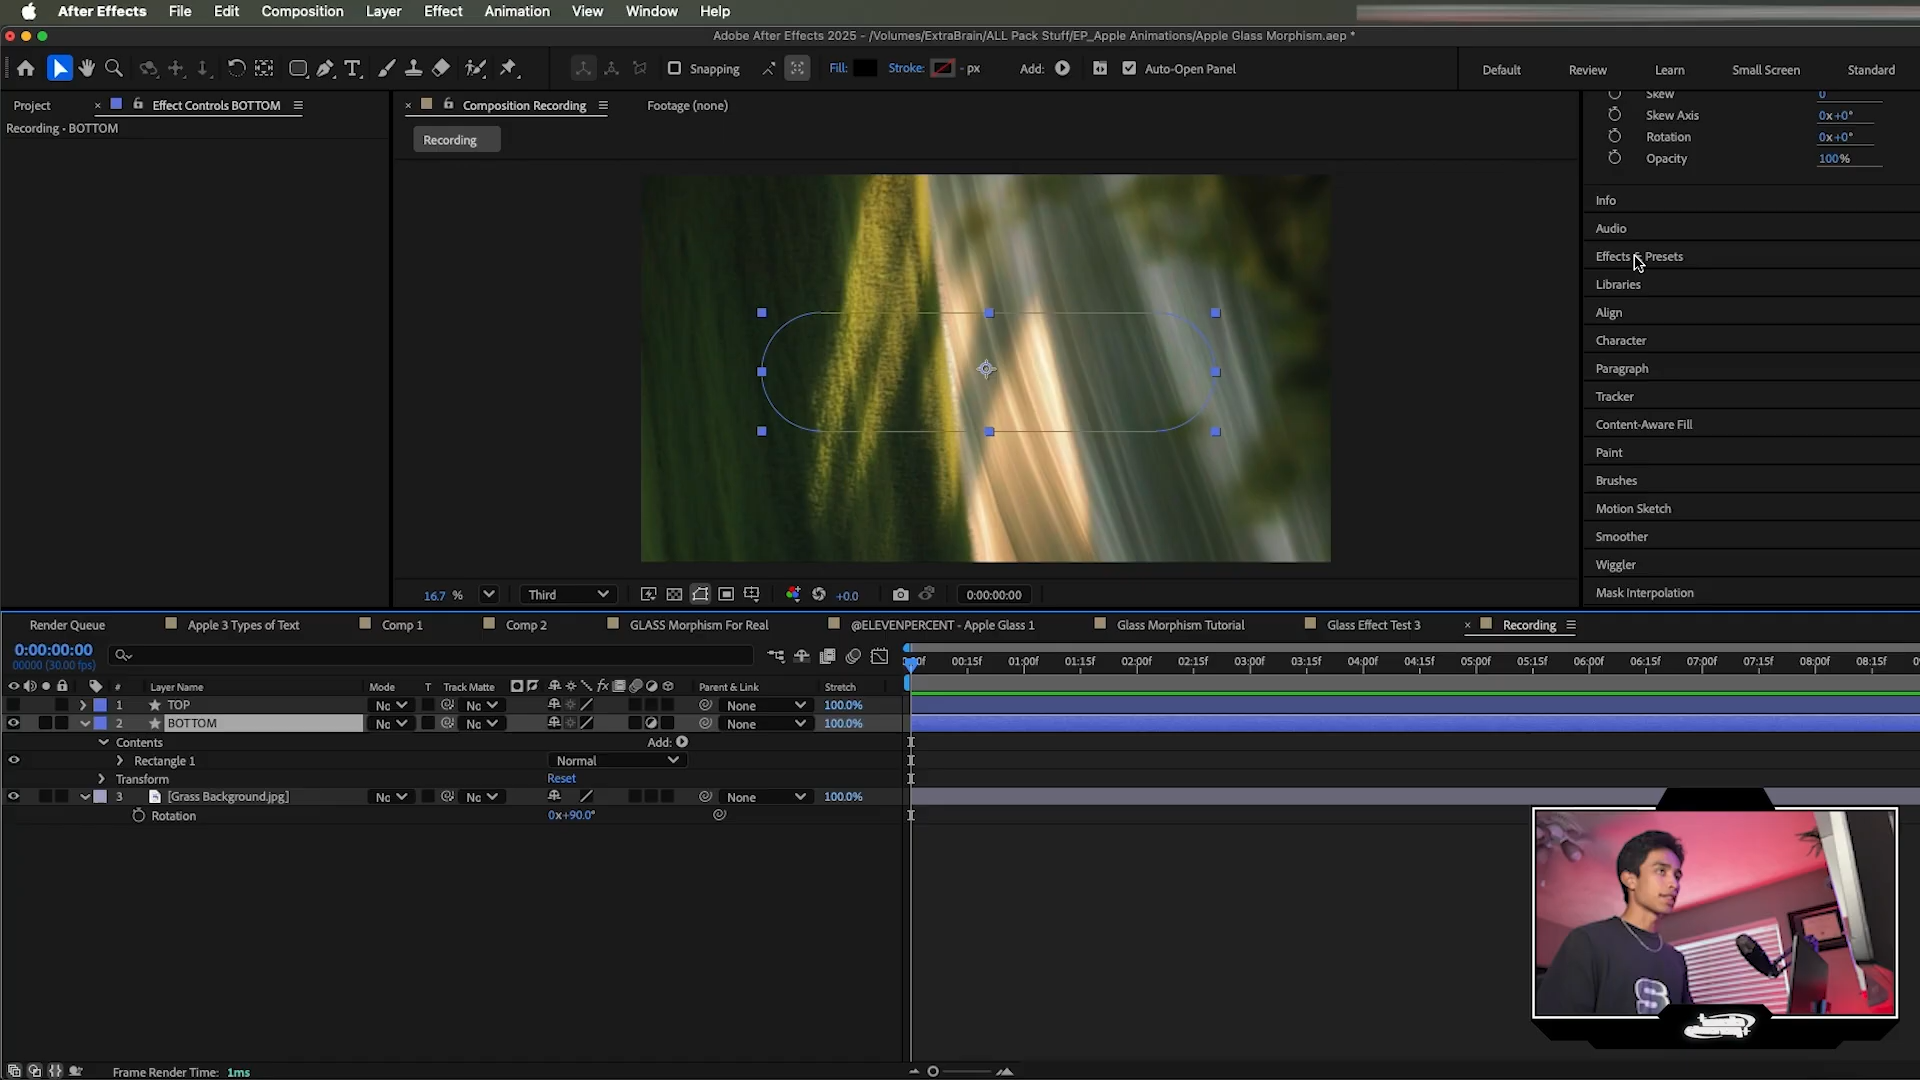 After Effects File Edit Composition Layer Effect Animation View Window Help
Adobe After Effects 2025 - /Volumes/ExtraBrain/ALL Pack Stuff/EP_Apple Animations/Apple Glass Morphism.aep *
Snapping Fill: Stroke: - px Add: Auto-Open Panel Default Review Learn Small Screen Standard
Project × Effect Controls BOTTOM × Composition Recording Footage (none)
Recording • BOTTOM
Recording
Skew 0
Skew Axis 0x+0°
Rotation 0x+0°
Opacity 100%
Info
Audio
Effects & Presets
Libraries
Align
Character
Paragraph
Tracker
Content-Aware Fill
Paint
Brushes
Motion Sketch
Smoother
Wiggler
Mask Interpolation
16.7 % Third +0.0 0:00:00:00
Render Queue Apple 3 Types of Text Comp 1 Comp 2 GLASS Morphism For Real @ELEVENPERCENT - Apple Glass 1 Glass Morphism Tutorial Glass Effect Test 3 × Recording
0:00:00:00
00000 (30.00 fps)
00:15f 01:00f 01:15f 02:00f 02:15f 03:00f 03:15f 04:00f 04:15f 05:00f 05:15f 06:00f 06:15f 07:00f 07:15f 08:00f 08:15f
# Layer Name Mode T Track Matte fx Parent & Link Stretch
1 TOP Nc Nc None 100.0%
2 BOTTOM Nc Nc None 100.0%
Contents Add:
Rectangle 1 Normal
Transform Reset
3 [Grass Background.jpg] Nc Nc None 100.0%
Rotation 0x+90.0°
S
Frame Render Time: 1ms